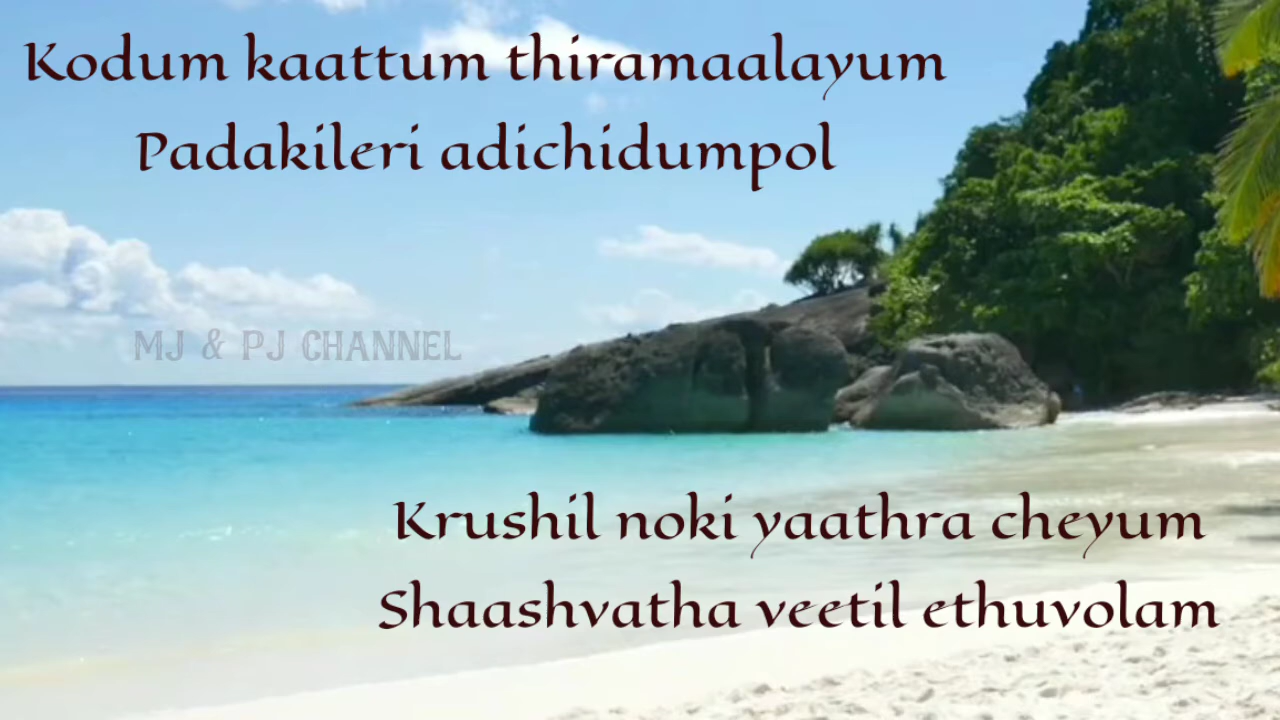 Kodum kaattum thiramaalayum
Padakileri adichidumpol
MJ & PJ CHANNEL
Krushil noki yaathra cheyum
Shaashvatha veetil ethuvolam